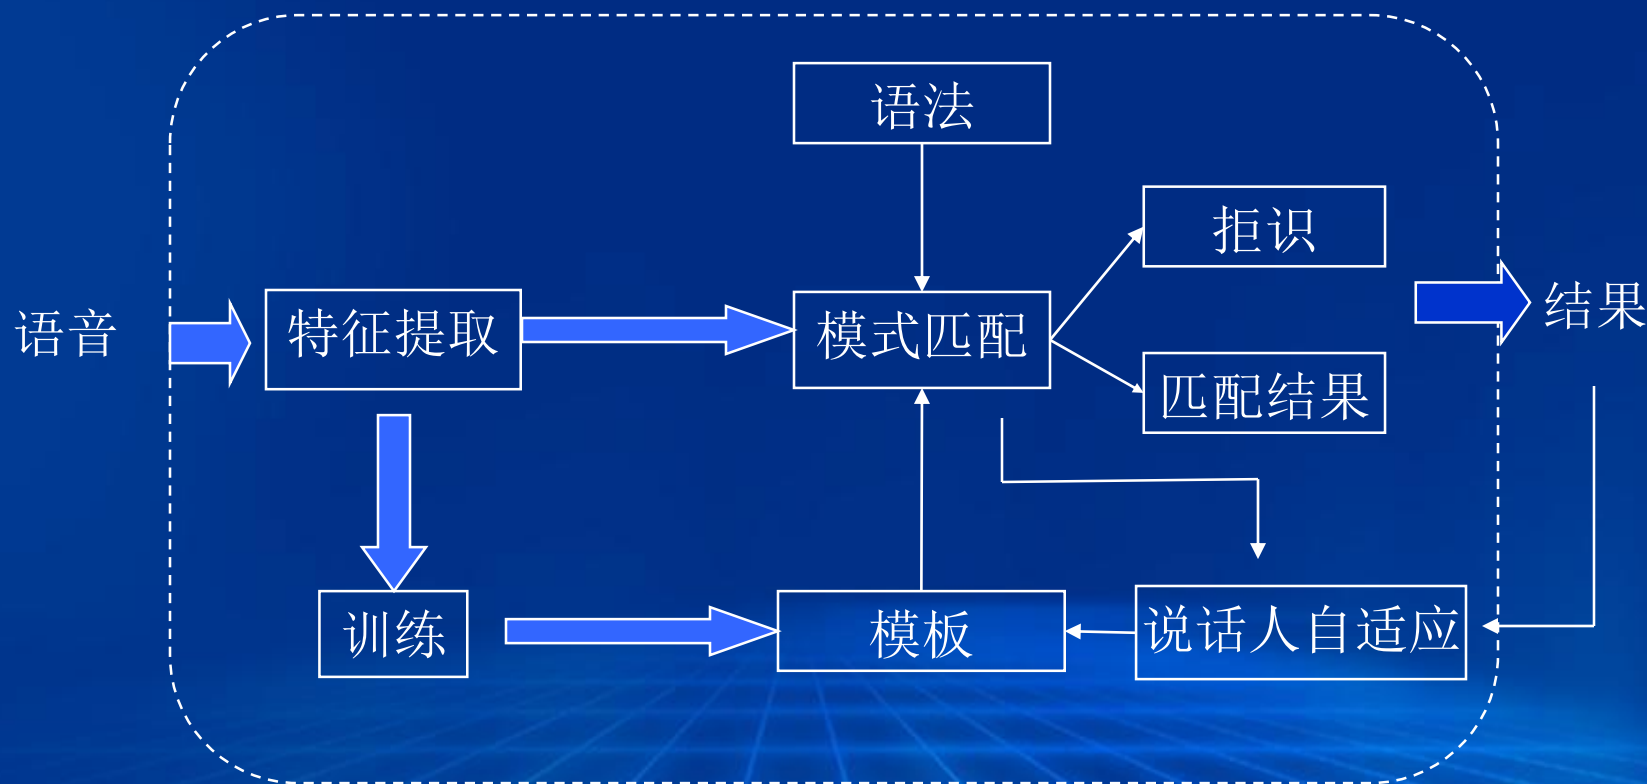 语法
拒识
语音
特征提取
模式匹配
结果
匹配结果
训练
模板
说话人自适应